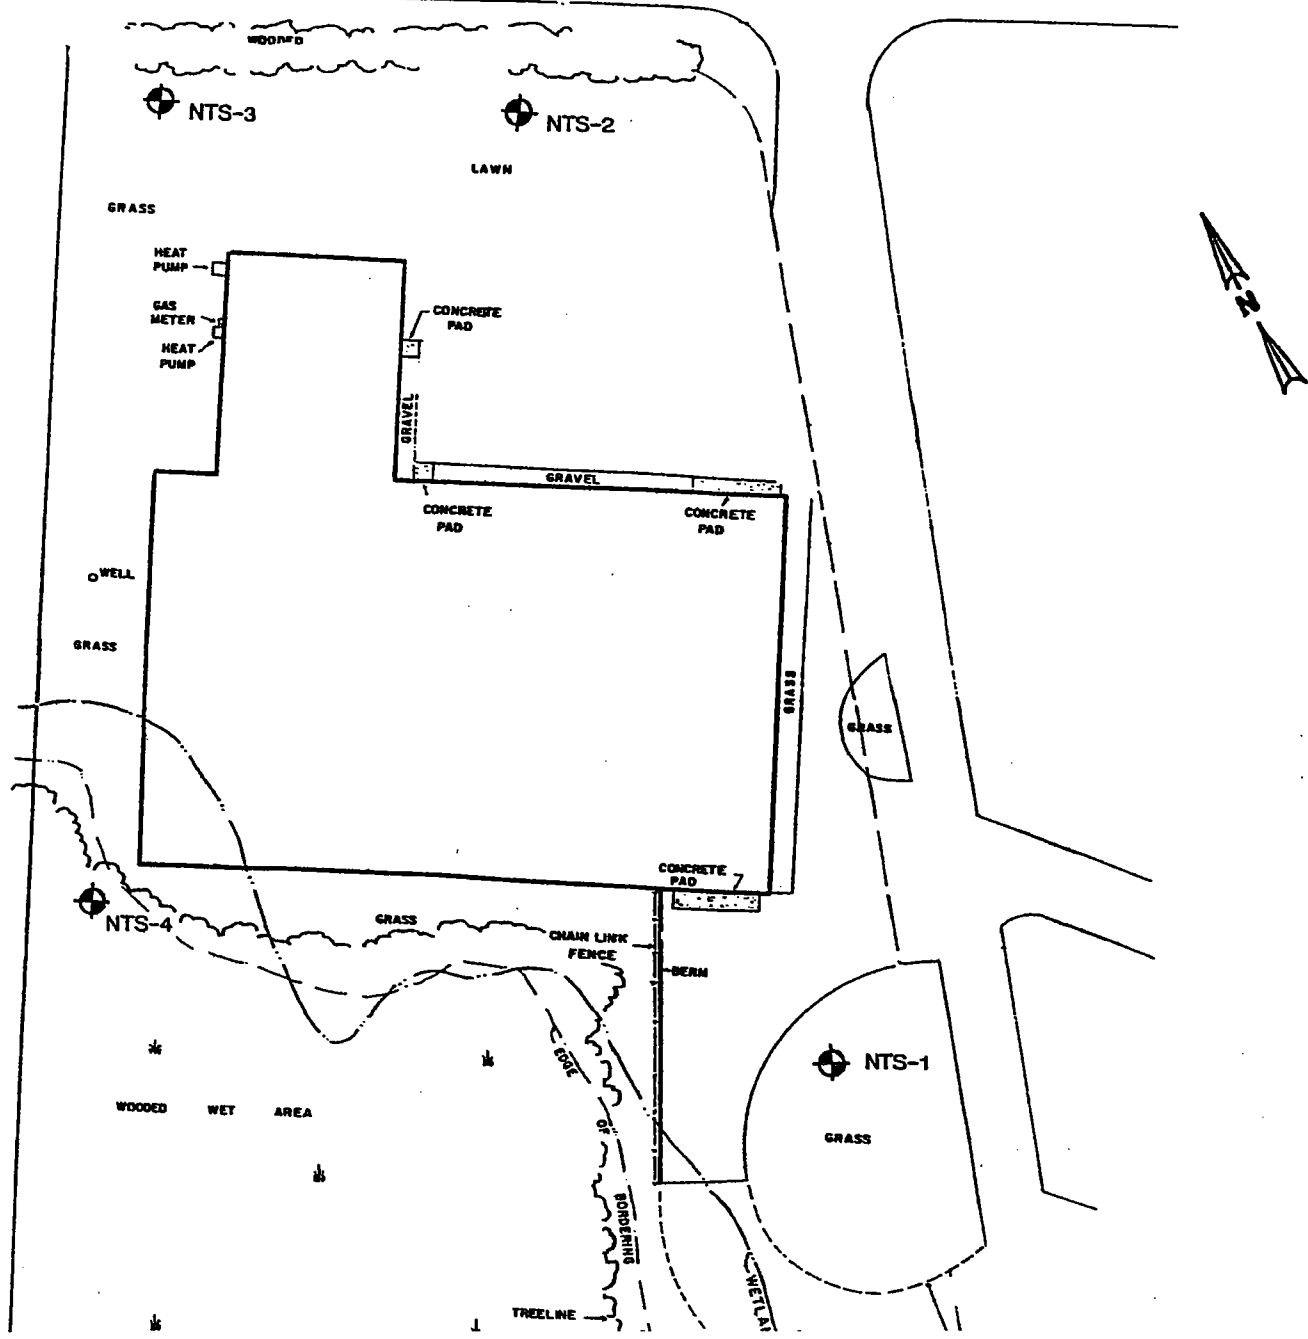 WOODED
NTS-3
NTS-2
LAWN
GRASS
HEAT
PUMP
GAS
METER
HEAT
PUMP
CONCRETE
PAD
N
GRAVEL
GRAVEL
CONCRETE
PAD
CONCRETE
PAD
WELL
GRASS
GRASS
GRASS
CONCRETE
PAD
7
NTS-4
GRASS
CHAIN LINK
FENCE
BERM
EDGE
NTS-1
WOODED WET AREA
OF
GRASS
BORDERING
WETLAN
TREELINE